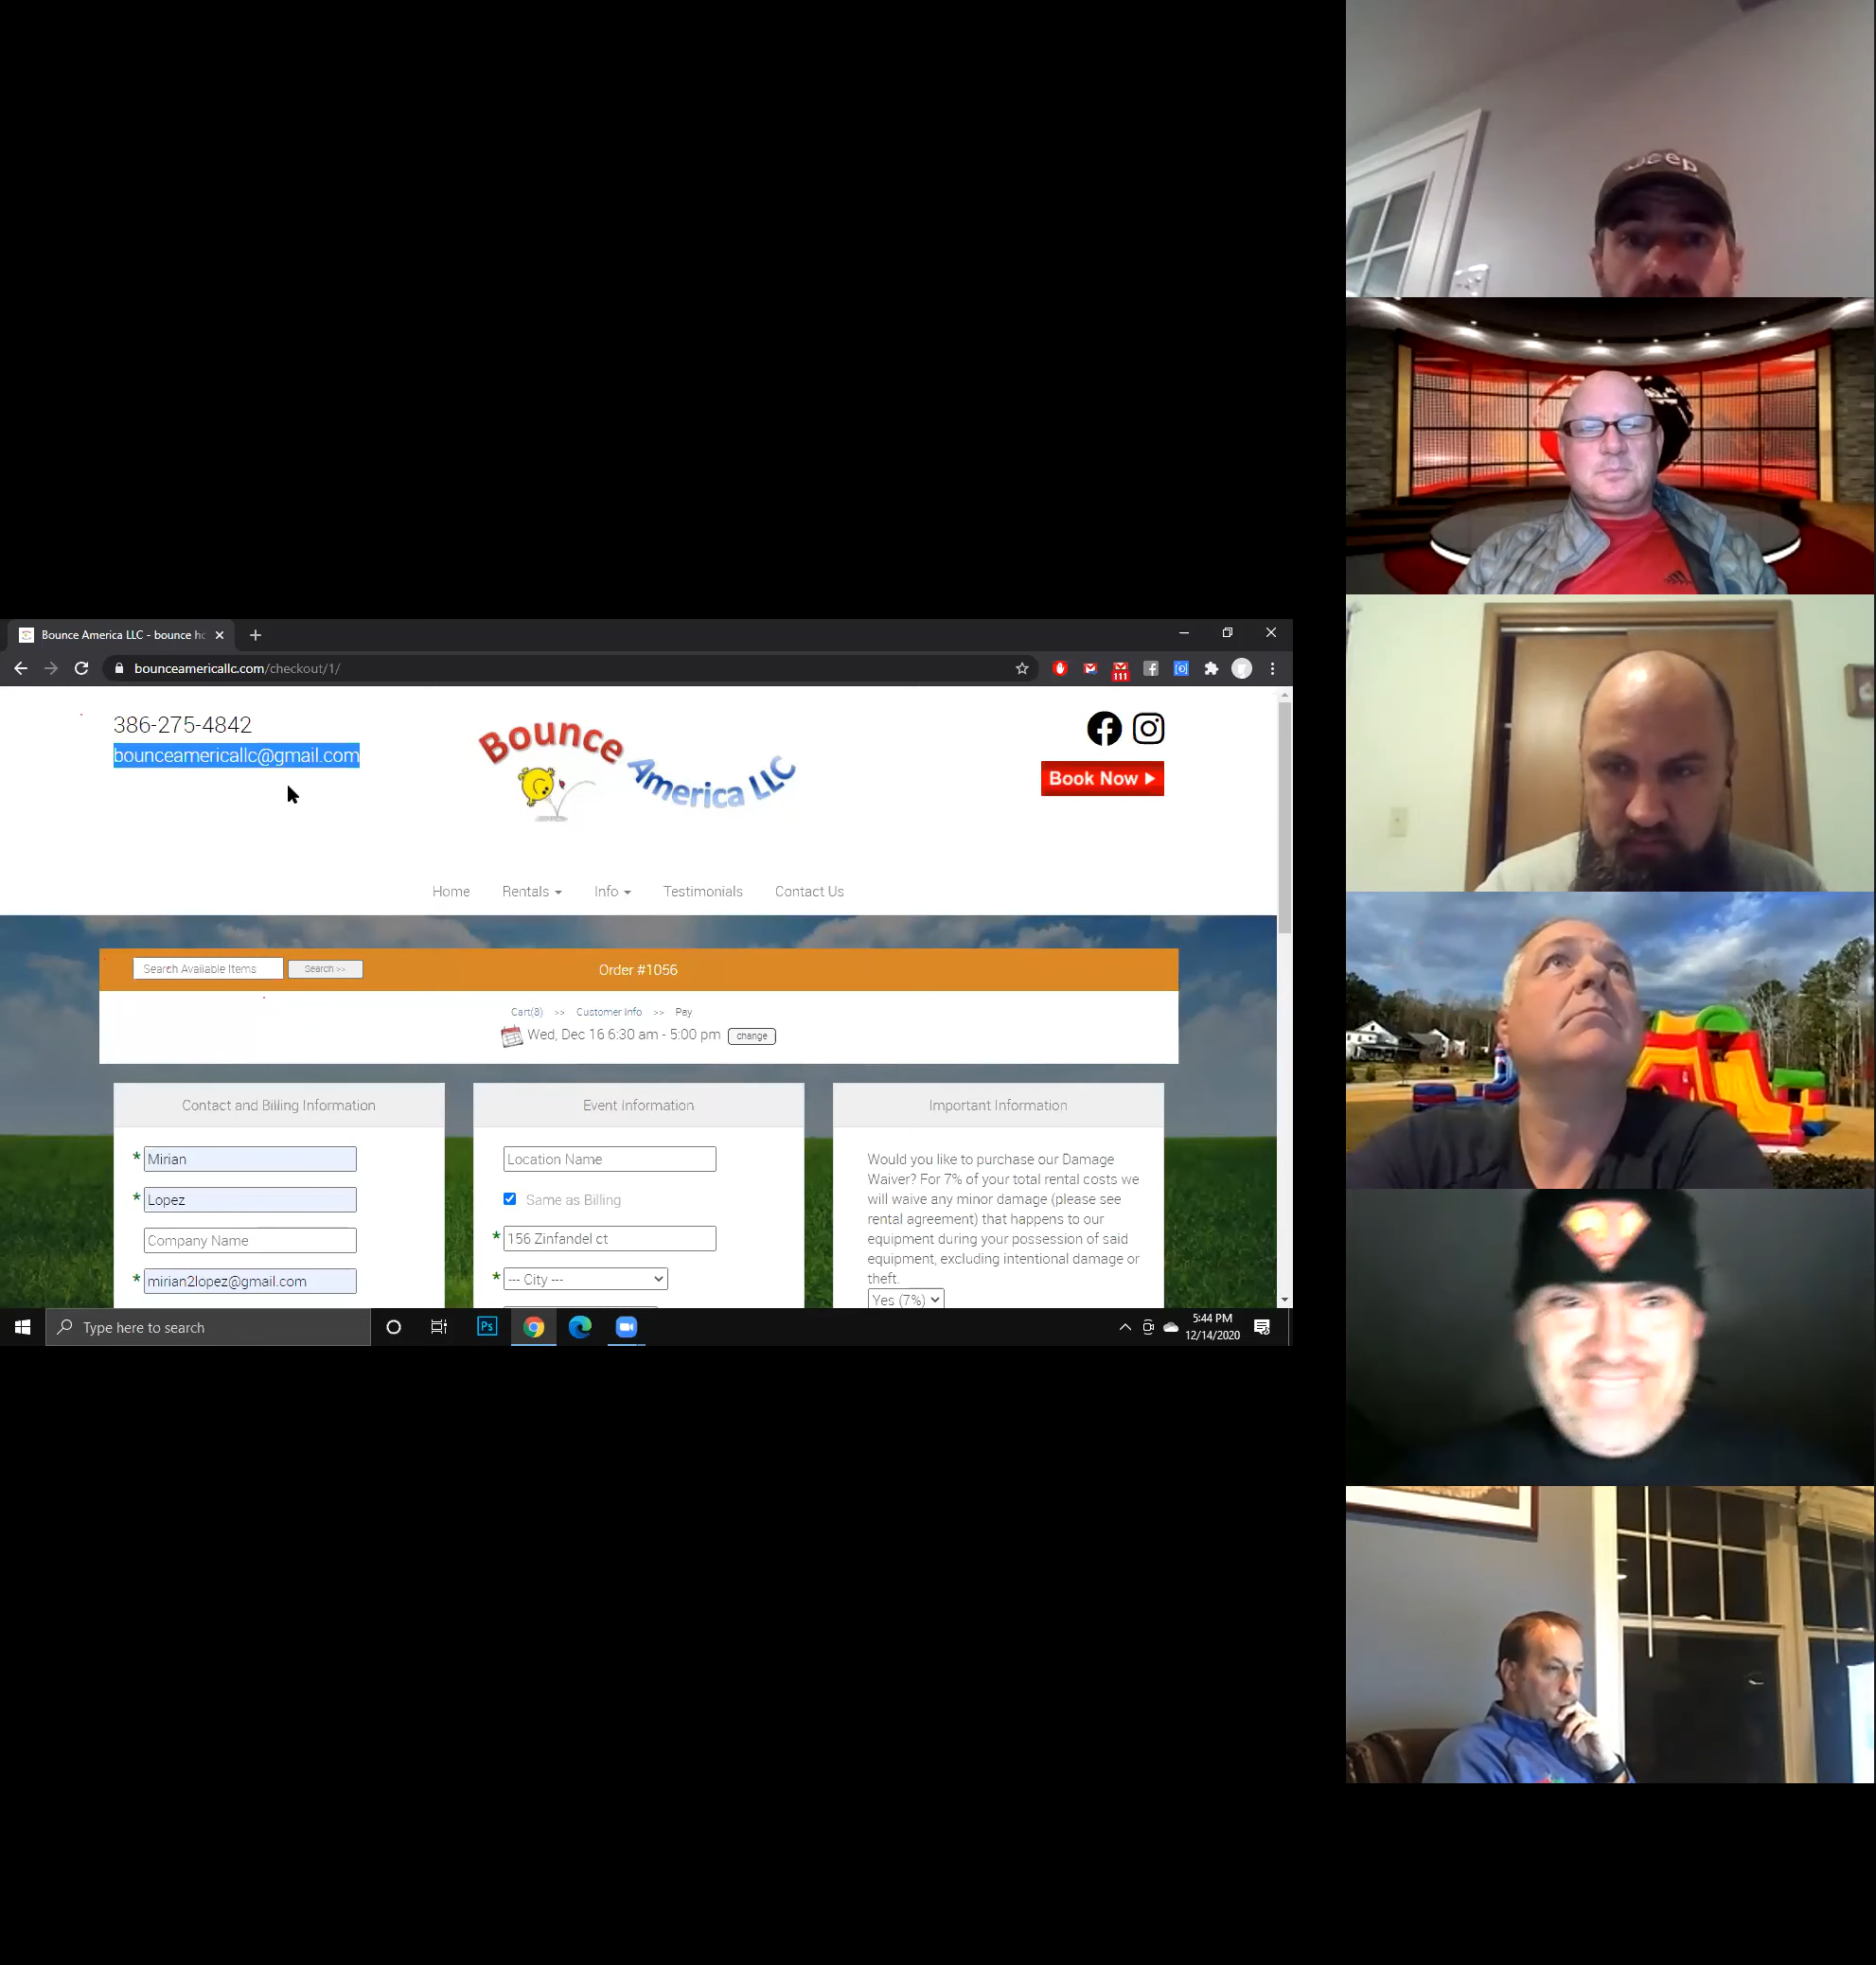 Bounce America LLC - bounce ho
bounceamericallc.com/checkout/1/
111
386-275-4842
bounceamericallc@gmail.com
Bounce
America LLC
Book Now
Home Rentals Info Testimonials Contact Us
Search Available Items Search >> Order #1056
Cart(8) >> Customer Info >> Pay
Wed, Dec 16 6:30 am - 5:00 pm change
Contact and Billing Information
* Mirian
* Lopez
Company Name
* mirian2lopez@gmail.com
Event Information
Location Name
Same as Billing
* 156 Zinfandel ct
* --- City ---
Important Information
Would you like to purchase our Damage
Waiver? For 7% of your total rental costs we
will waive any minor damage (please see
rental agreement) that happens to our
equipment during your possession of said
equipment, excluding intentional damage or
theft.
Yes (7%)
Type here to search
Ps
5:44 PM
12/14/2020